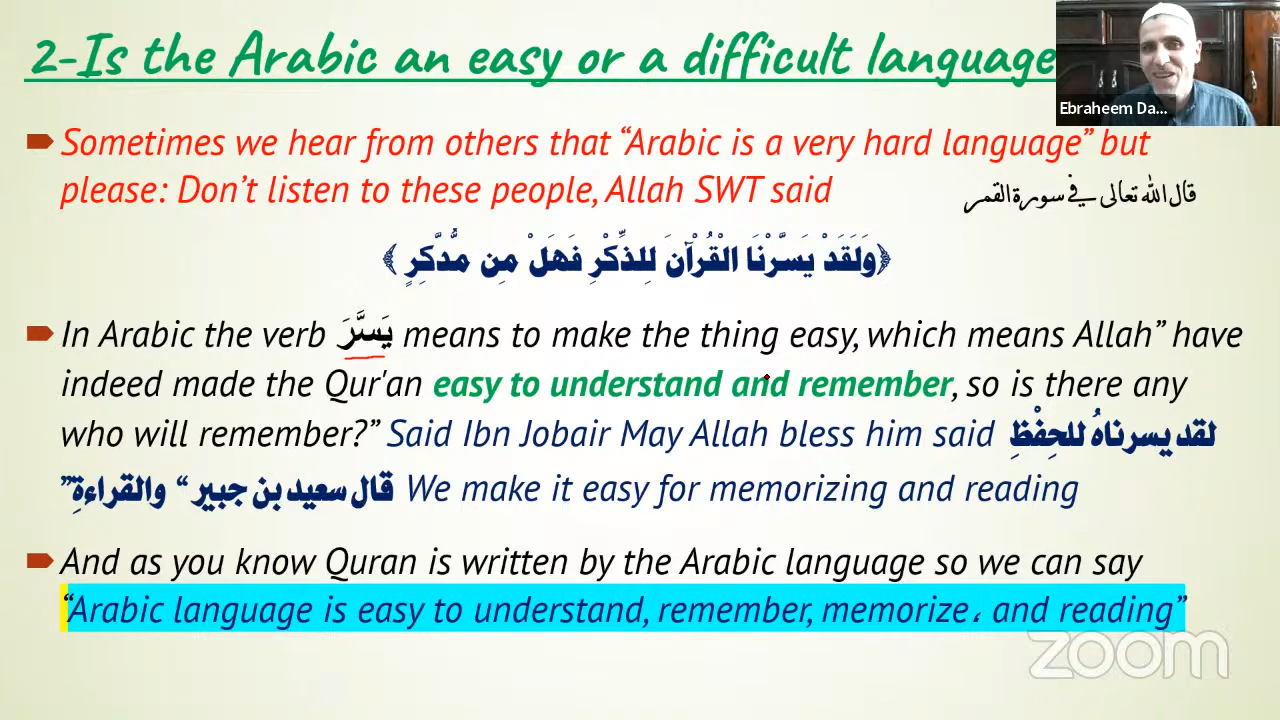 2-Is the Arabic an easy or a difficult language
Ebraheem Da...
Sometimes we hear from others that “Arabic is a very hard language” but
please: Don’t listen to these people, Allah SWT said
قال الله تعالى في سورة القمر
﴿وَلَقَدْ يَسَّرْنَا الْقُرْآنَ لِلذِّكْرِ فَهَلْ مِن مُّدَّكِرٍ﴾
In Arabic the verb يَسَّرَ means to make the thing easy, which means Allah” have
indeed made the Qur'an easy to understand and remember, so is there any
who will remember?” Said Ibn Jobair May Allah bless him said لقد يسرناهُ للحِفْظِ
والقراءةِ” قال سعيد بن جبير “ We make it easy for memorizing and reading
And as you know Quran is written by the Arabic language so we can say
“Arabic language is easy to understand, remember, memorize، and reading”
zoom